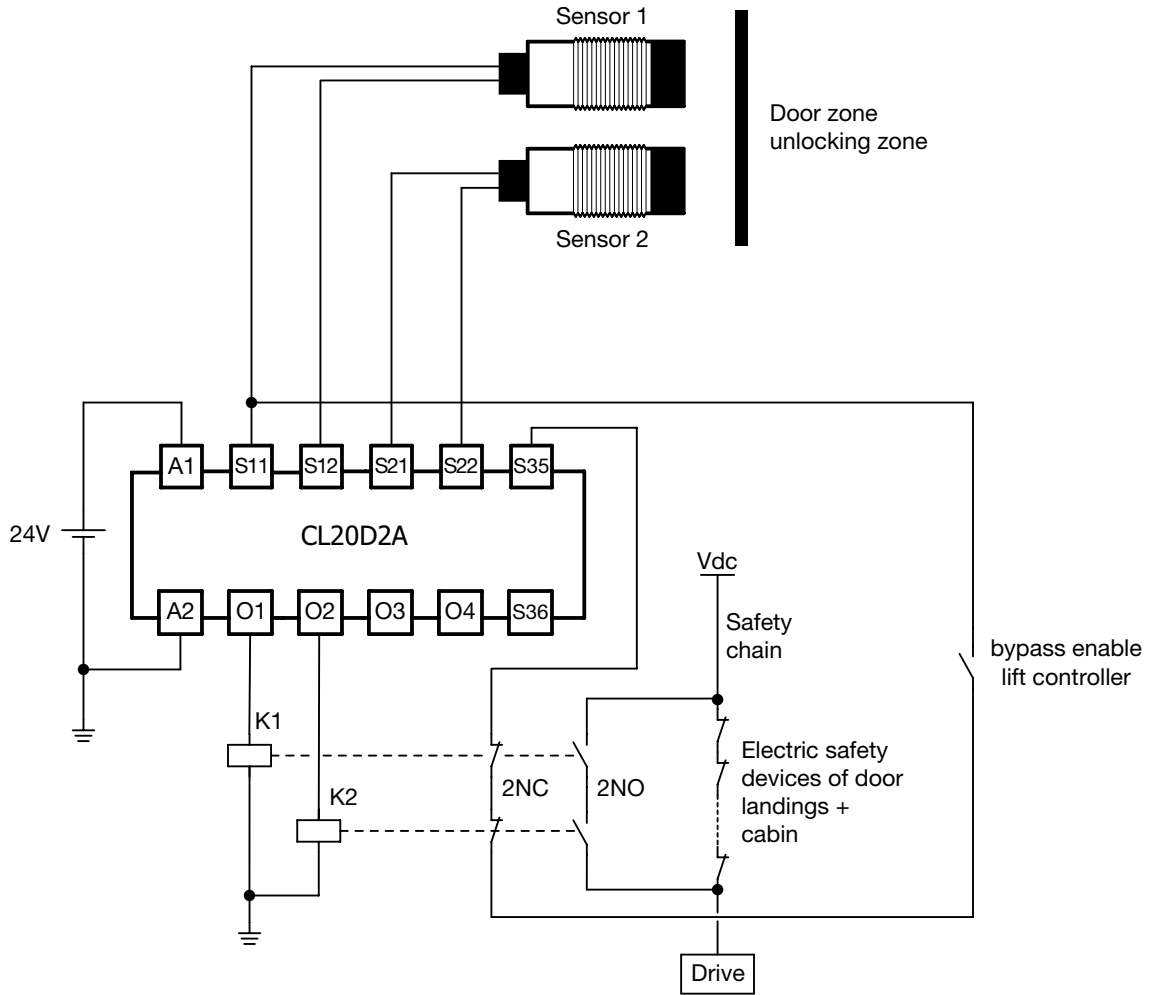 Sensor 1
Door zone
unlocking zone
Sensor 2
A1
S11
S12
S21
S22
S35
24V
CL20D2A
A2
O1
O2
O3
O4
S36
Vdc
Safety
chain
bypass enable
lift controller
K1
K2
2NC
2NO
Electric safety
devices of door
landings +
cabin
Drive